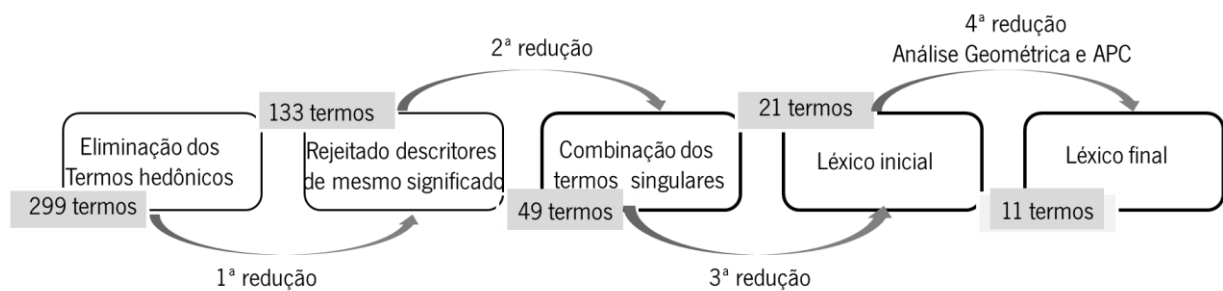 4ª redução
Análise Geométrica e APC
2ª redução
133 termos
21 termos
Eliminação dos
Termos hedônicos
Rejeitado descritores
de mesmo significado
Combinação dos
termos singulares
Léxico inicial
Léxico final
299 termos
49 termos
11 termos
1ª redução
3ª redução